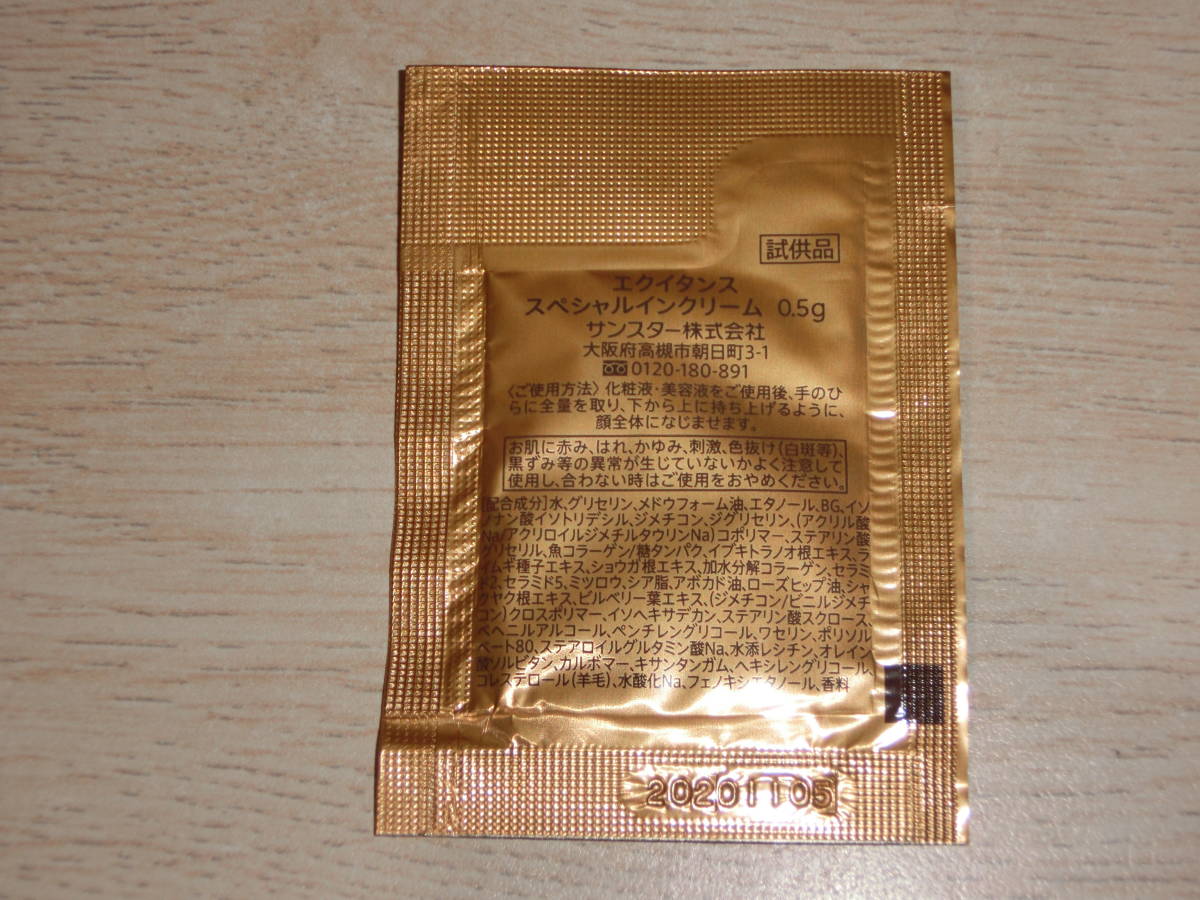 試供品
エクイタンス
スペシャルインクリーム 0.5g
サンスター株式会社
大阪府高槻市朝日町3-1
0120-180-891
〈ご使用方法〉化粧液・美容液をご使用後、手のひ
らに全量を取り、下から上に持ち上げるように、
顔全体になじませます。
お肌に赤み、はれ、かゆみ、刺激、色抜け(白斑等)、
黒ずみ等の異常が生じていないかよく注意して
使用し、合わない時はご使用をおやめください。
[配合成分]水、グリセリン、メドウフォーム油、エタノール、BG、イソ
ノナン酸イソトリデシル、ジメチコン、ジグリセリン、(アクリル酸
Na/アクリロイルジメチルタウリンNa)コポリマー、ステアリン酸
グリセリル、魚コラーゲン/糖タンパク、イブキトラノオ根エキス、ラ
イムギ種子エキス、ショウガ根エキス、加水分解コラーゲン、セラミ
ド2、セラミド5、ミツロウ、シア脂、アボカド油、ローズヒップ油、シャ
クヤク根エキス、ビルベリー葉エキス、(ジメチコン/ビニルジメチ
コン)クロスポリマー、イソヘキサデカン、ステアリン酸スクロース、
ベヘニルアルコール、ペンチレングリコール、ワセリン、ポリソル
ベート80、ステアロイルグルタミン酸Na、水添レシチン、オレイン
酸ソルビタン、カルボマー、キサンタンガム、ヘキシレングリコール、
コレステロール(羊毛)、水酸化Na、フェノキシエタノール、香料
20201105